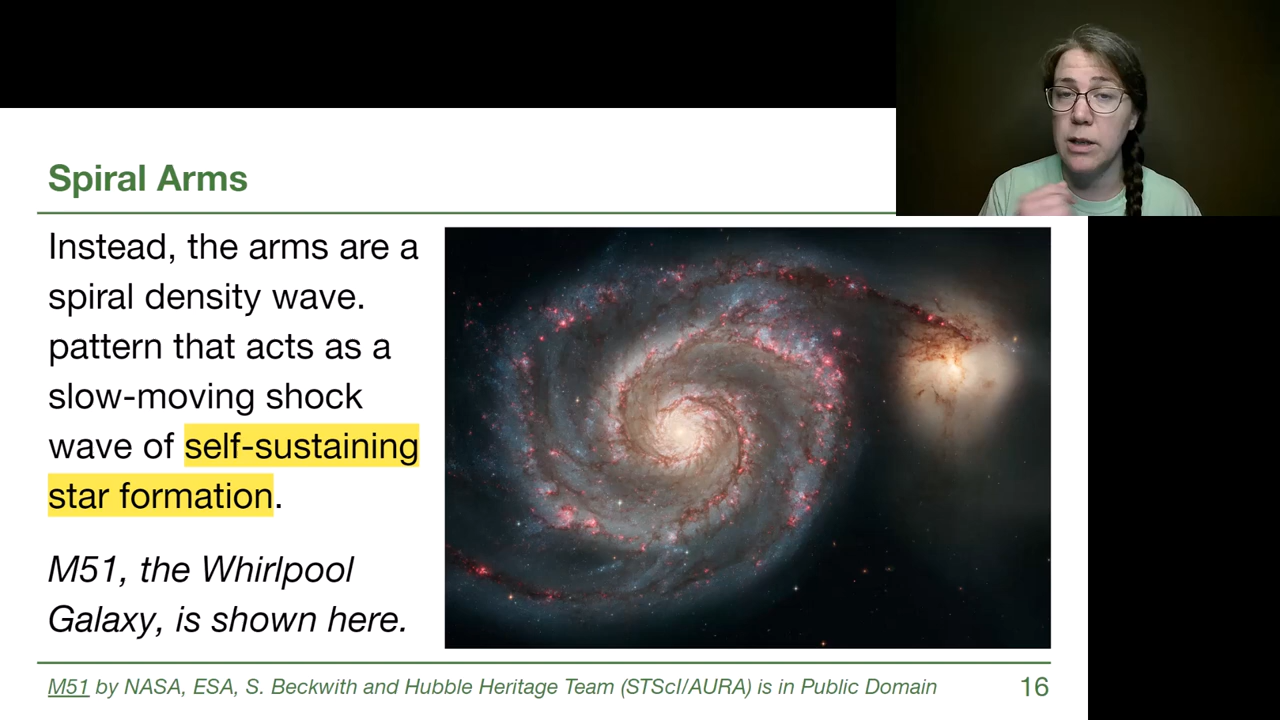 Spiral Arms
Instead, the arms are a
spiral density wave.
pattern that acts as a
slow-moving shock
wave of self-sustaining
star formation.
M51, the Whirlpool
Galaxy, is shown here.
M51 by NASA, ESA, S. Beckwith and Hubble Heritage Team (STScI/AURA) is in Public Domain
16